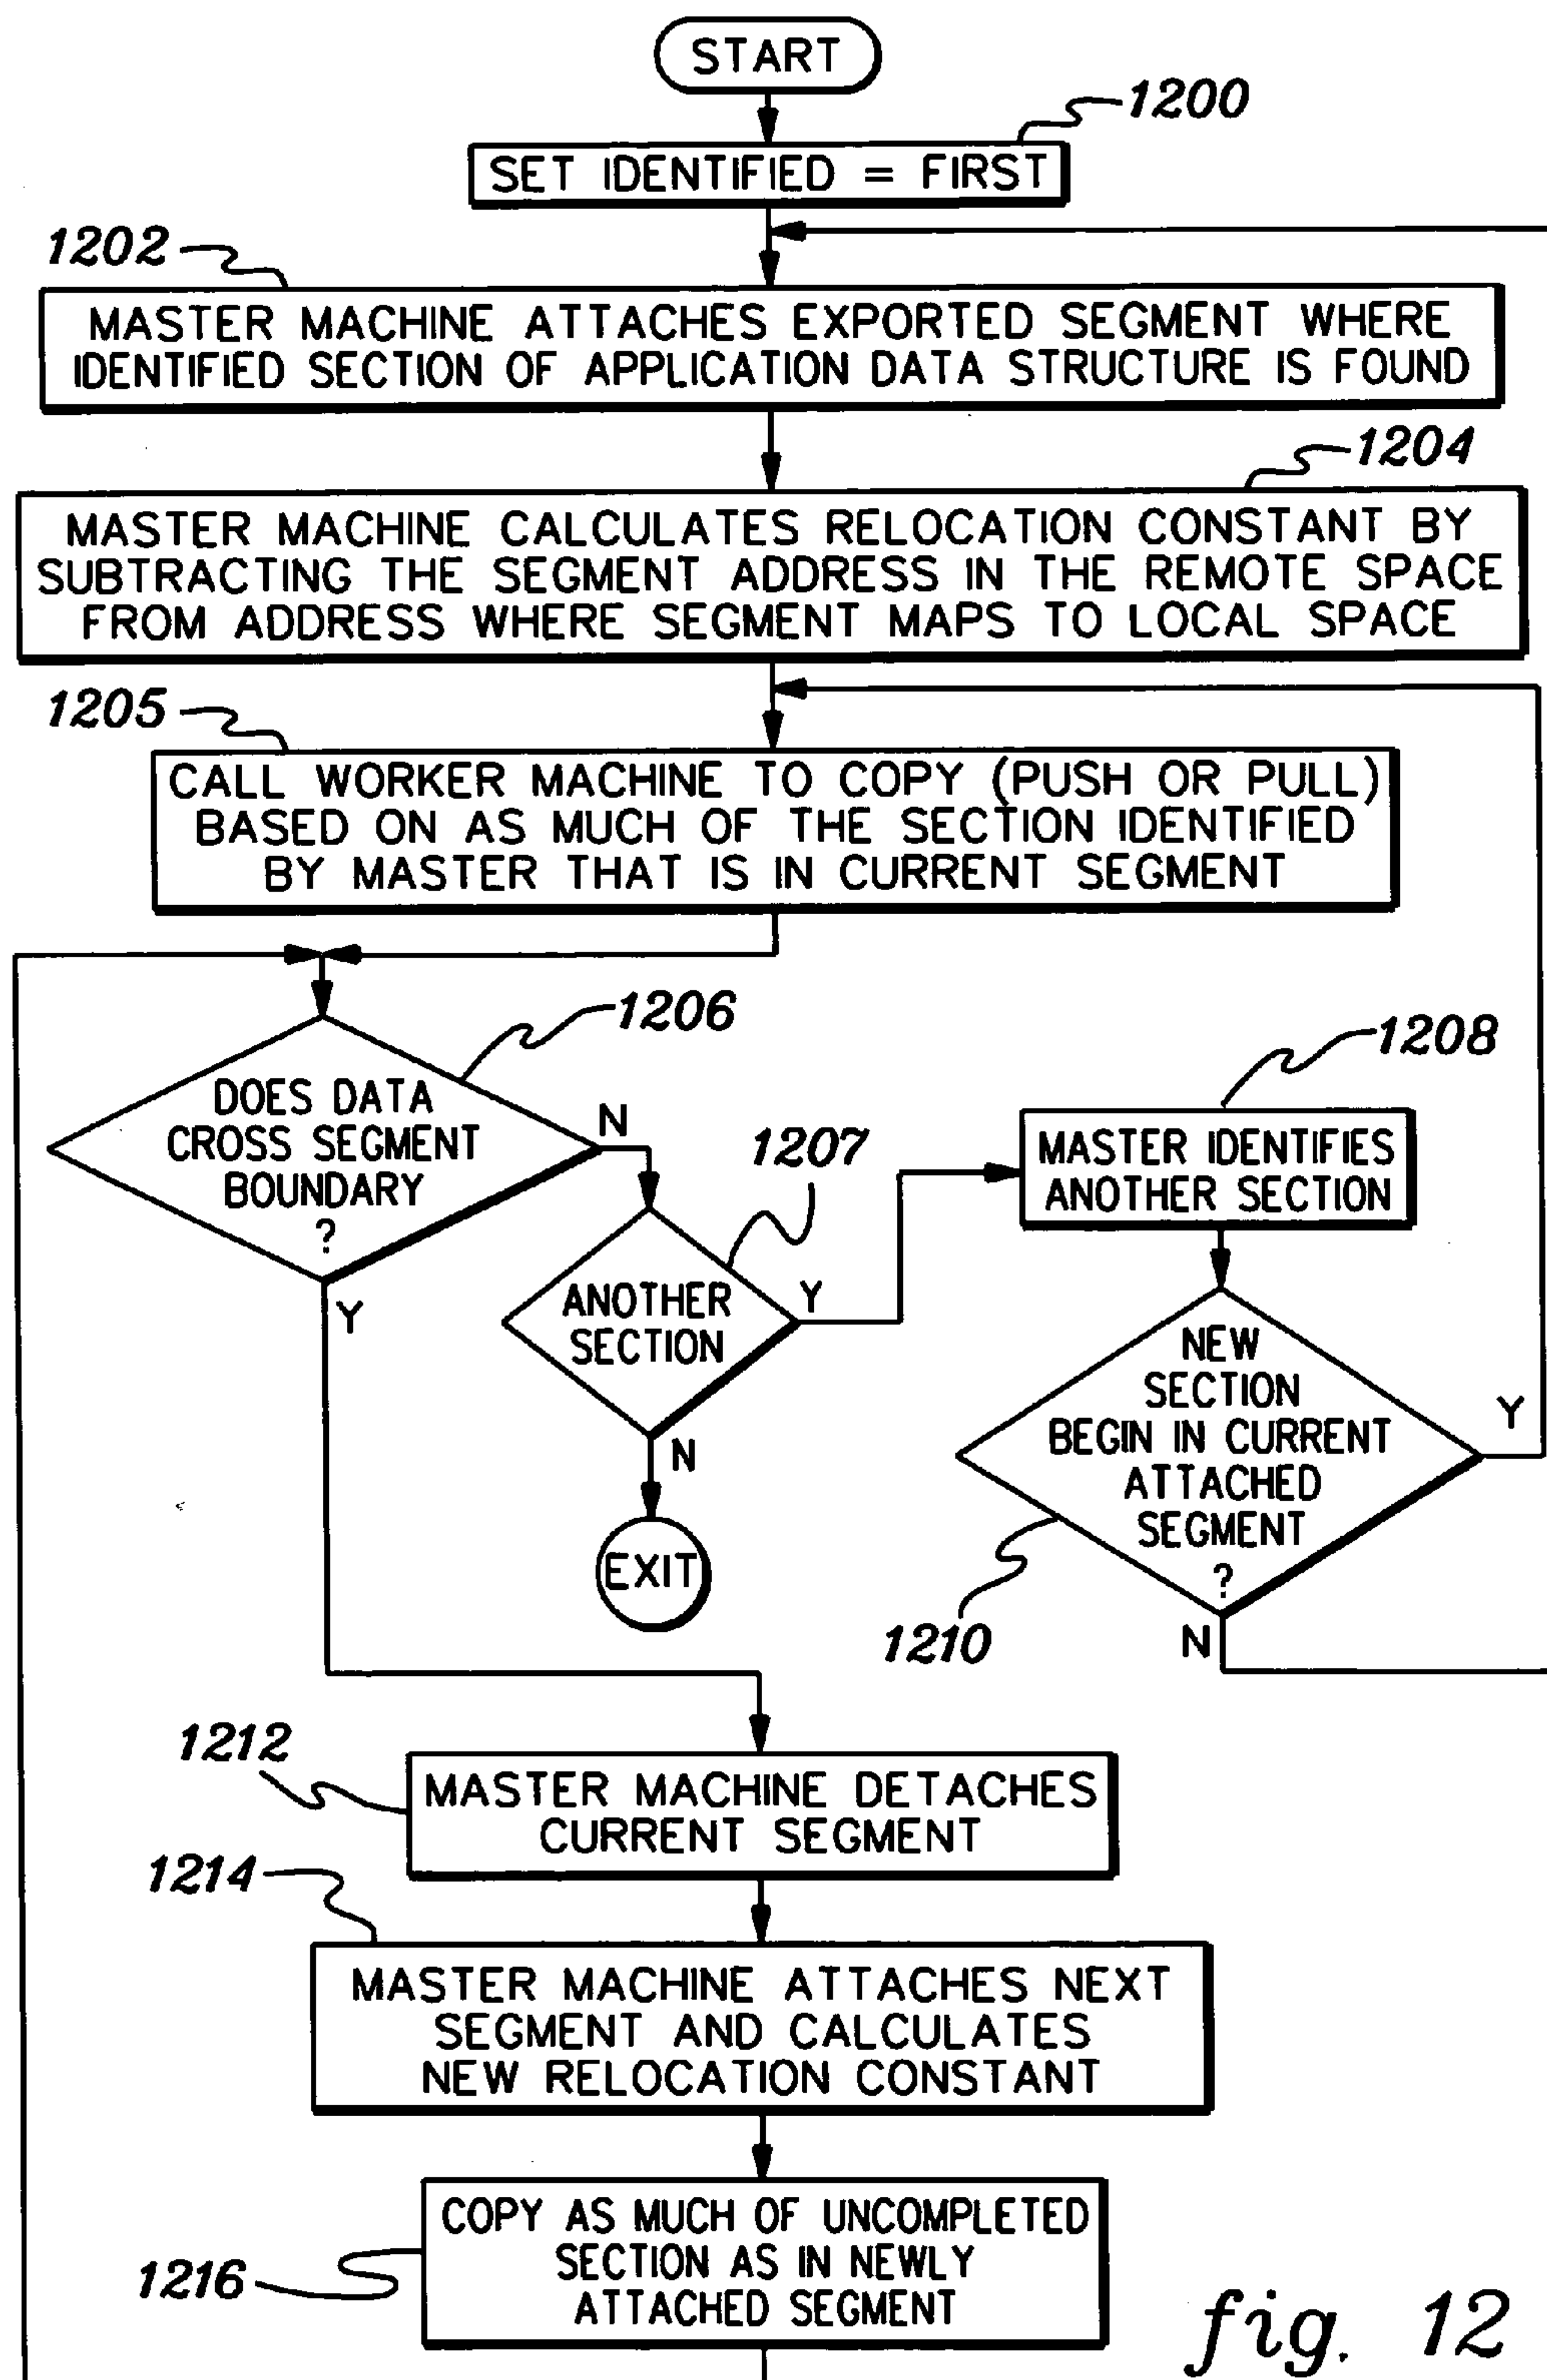 START
1200
SET IDENTIFIED = FIRST
1202
MASTER MACHINE ATTACHES EXPORTED SEGMENT WHERE
IDENTIFIED SECTION OF APPLICATION DATA STRUCTURE IS FOUND
1204
MASTER MACHINE CALCULATES RELOCATION CONSTANT BY
SUBTRACTING THE SEGMENT ADDRESS IN THE REMOTE SPACE
FROM ADDRESS WHERE SEGMENT MAPS TO LOCAL SPACE
1205
CALL WORKER MACHINE TO COPY (PUSH OR PULL)
BASED ON AS MUCH OF THE SECTION IDENTIFIED
BY MASTER THAT IS IN CURRENT SEGMENT
1206
DOES DATA
CROSS SEGMENT
BOUNDARY
?
N
Y
1207
ANOTHER
SECTION
Y
N
EXIT
1208
MASTER IDENTIFIES
ANOTHER SECTION
NEW
SECTION
BEGIN IN CURRENT
ATTACHED
SEGMENT
?
Y
N
1210
1212
MASTER MACHINE DETACHES
CURRENT SEGMENT
1214
MASTER MACHINE ATTACHES NEXT
SEGMENT AND CALCULATES
NEW RELOCATION CONSTANT
1216
COPY AS MUCH OF UNCOMPLETED
SECTION AS IN NEWLY
ATTACHED SEGMENT
fig. 12